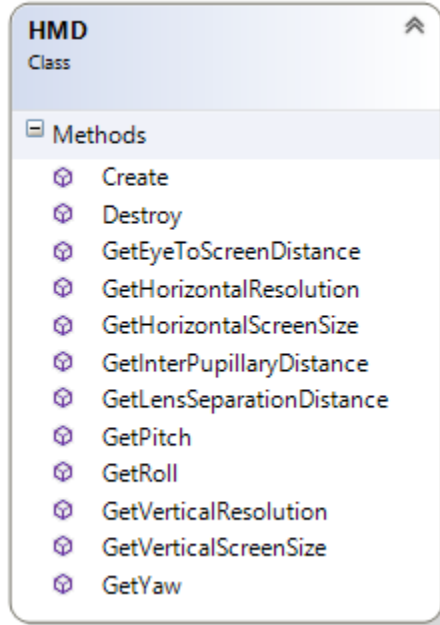 HMD
Class
Methods
Create
Destroy
GetEyeToScreenDistance
GetHorizontalResolution
GetHorizontalScreenSize
GetInterPupillaryDistance
GetLensSeparationDistance
GetPitch
GetRoll
GetVerticalResolution
GetVerticalScreenSize
GetYaw